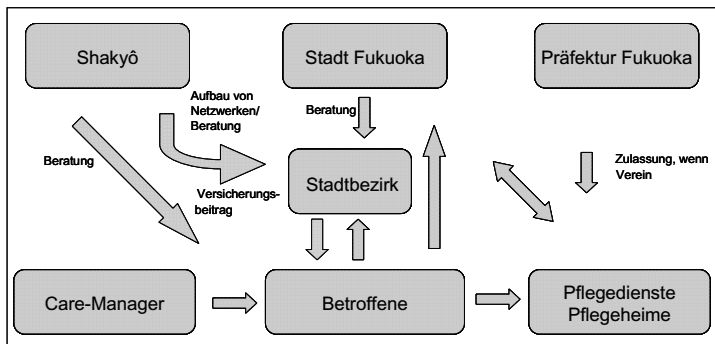 Shakyô
Stadt Fukuoka
Präfektur Fukuoka
Aufbau von
Netzwerken/
Beratung
Beratung
Beratung
Zulassung, wenn
Verein
Stadtbezirk
Versicherungs-
beitrag
Care-Manager
Betroffene
Pflegedienste
Pflegeheime